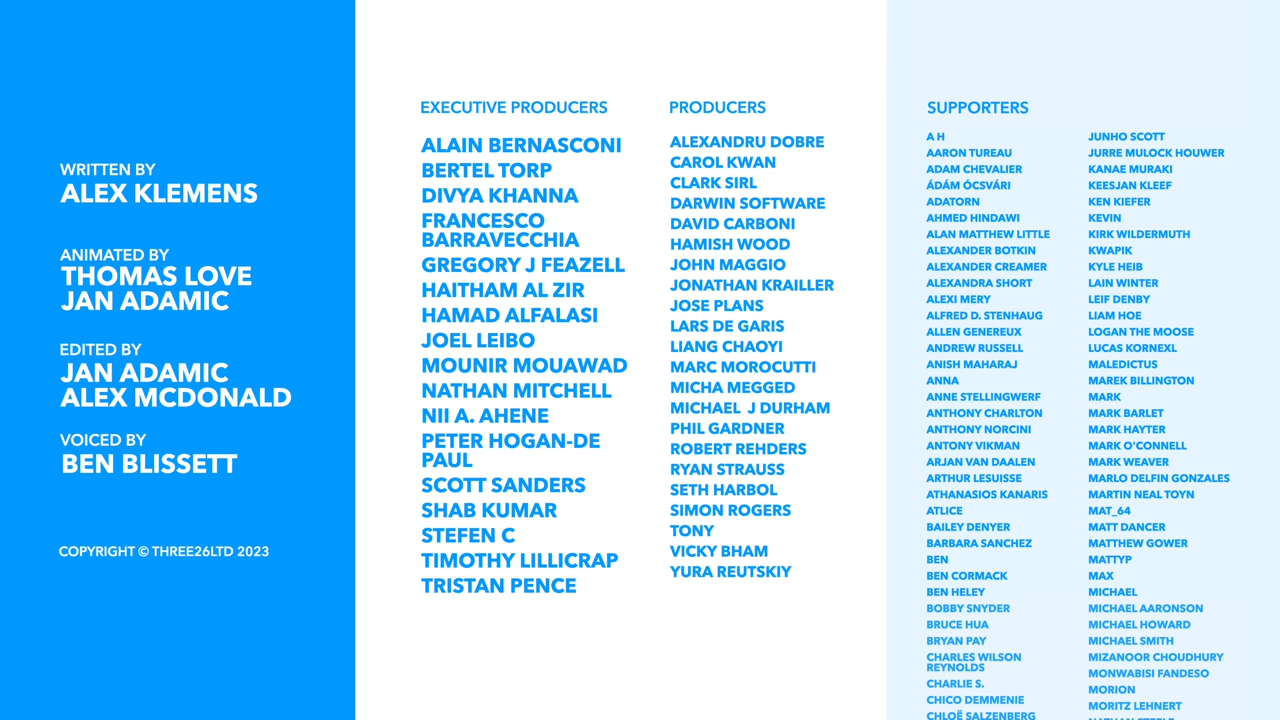 WRITTEN BY
ALEX KLEMENS
ANIMATED BY
THOMAS LOVE
JAN ADAMIC
EDITED BY
JAN ADAMIC
ALEX MCDONALD
VOICED BY
BEN BLISSETT
COPYRIGHT © THREE26LTD 2023
EXECUTIVE PRODUCERS
ALAIN BERNASCONI
BERTEL TORP
DIVYA KHANNA
FRANCESCO
BARRAVECCHIA
GREGORY J FEAZELL
HAITHAM AL ZIR
HAMAD ALFALASI
JOEL LEIBO
MOUNIR MOUAWAD
NATHAN MITCHELL
NII A. AHENE
PETER HOGAN-DE
PAUL
SCOTT SANDERS
SHAB KUMAR
STEFEN C
TIMOTHY LILLICRAP
TRISTAN PENCE
PRODUCERS
ALEXANDRU DOBRE
CAROL KWAN
CLARK SIRL
DARWIN SOFTWARE
DAVID CARBONI
HAMISH WOOD
JOHN MAGGIO
JONATHAN KRAILLER
JOSE PLANS
LARS DE GARIS
LIANG CHAOYI
MARC MOROCUTTI
MICHA MEGGED
MICHAEL  J DURHAM
PHIL GARDNER
ROBERT REHDERS
RYAN STRAUSS
SETH HARBOL
SIMON ROGERS
TONY
VICKY BHAM
YURA REUTSKIY
SUPPORTERS
A H
AARON TUREAU
ADAM CHEVALIER
ÁDÁM ÓCSVÁRI
ADATORN
AHMED HINDAWI
ALAN MATTHEW LITTLE
ALEXANDER BOTKIN
ALEXANDER CREAMER
ALEXANDRA SHORT
ALEXI MERY
ALFRED D. STENHAUG
ALLEN GENEREUX
ANDREW RUSSELL
ANISH MAHARAJ
ANNA
ANNE STELLINGWERF
ANTHONY CHARLTON
ANTHONY NORCINI
ANTONY VIKMAN
ARJAN VAN DAALEN
ARTHUR LESUISSE
ATHANASIOS KANARIS
ATLICE
BAILEY DENYER
BARBARA SANCHEZ
BEN
BEN CORMACK
BEN HELEY
BOBBY SNYDER
BRUCE HUA
BRYAN PAY
CHARLES WILSON
REYNOLDS
CHARLIE S.
CHICO DEMMENIE
CHLOË SALZENBERG
JUNHO SCOTT
JURRE MULOCK HOUWER
KANAE MURAKI
KEESJAN KLEEF
KEN KIEFER
KEVIN
KIRK WILDERMUTH
KWAPIK
KYLE HEIB
LAIN WINTER
LEIF DENBY
LIAM HOE
LOGAN THE MOOSE
LUCAS KORNEXL
MALEDICTUS
MAREK BILLINGTON
MARK
MARK BARLET
MARK HAYTER
MARK O'CONNELL
MARK WEAVER
MARLO DELFIN GONZALES
MARTIN NEAL TOYN
MAT_64
MATT DANCER
MATTHEW GOWER
MATTYP
MAX
MICHAEL
MICHAEL AARONSON
MICHAEL HOWARD
MICHAEL SMITH
MIZANOOR CHOUDHURY
MONWABISI FANDESO
MORION
MORITZ LEHNERT